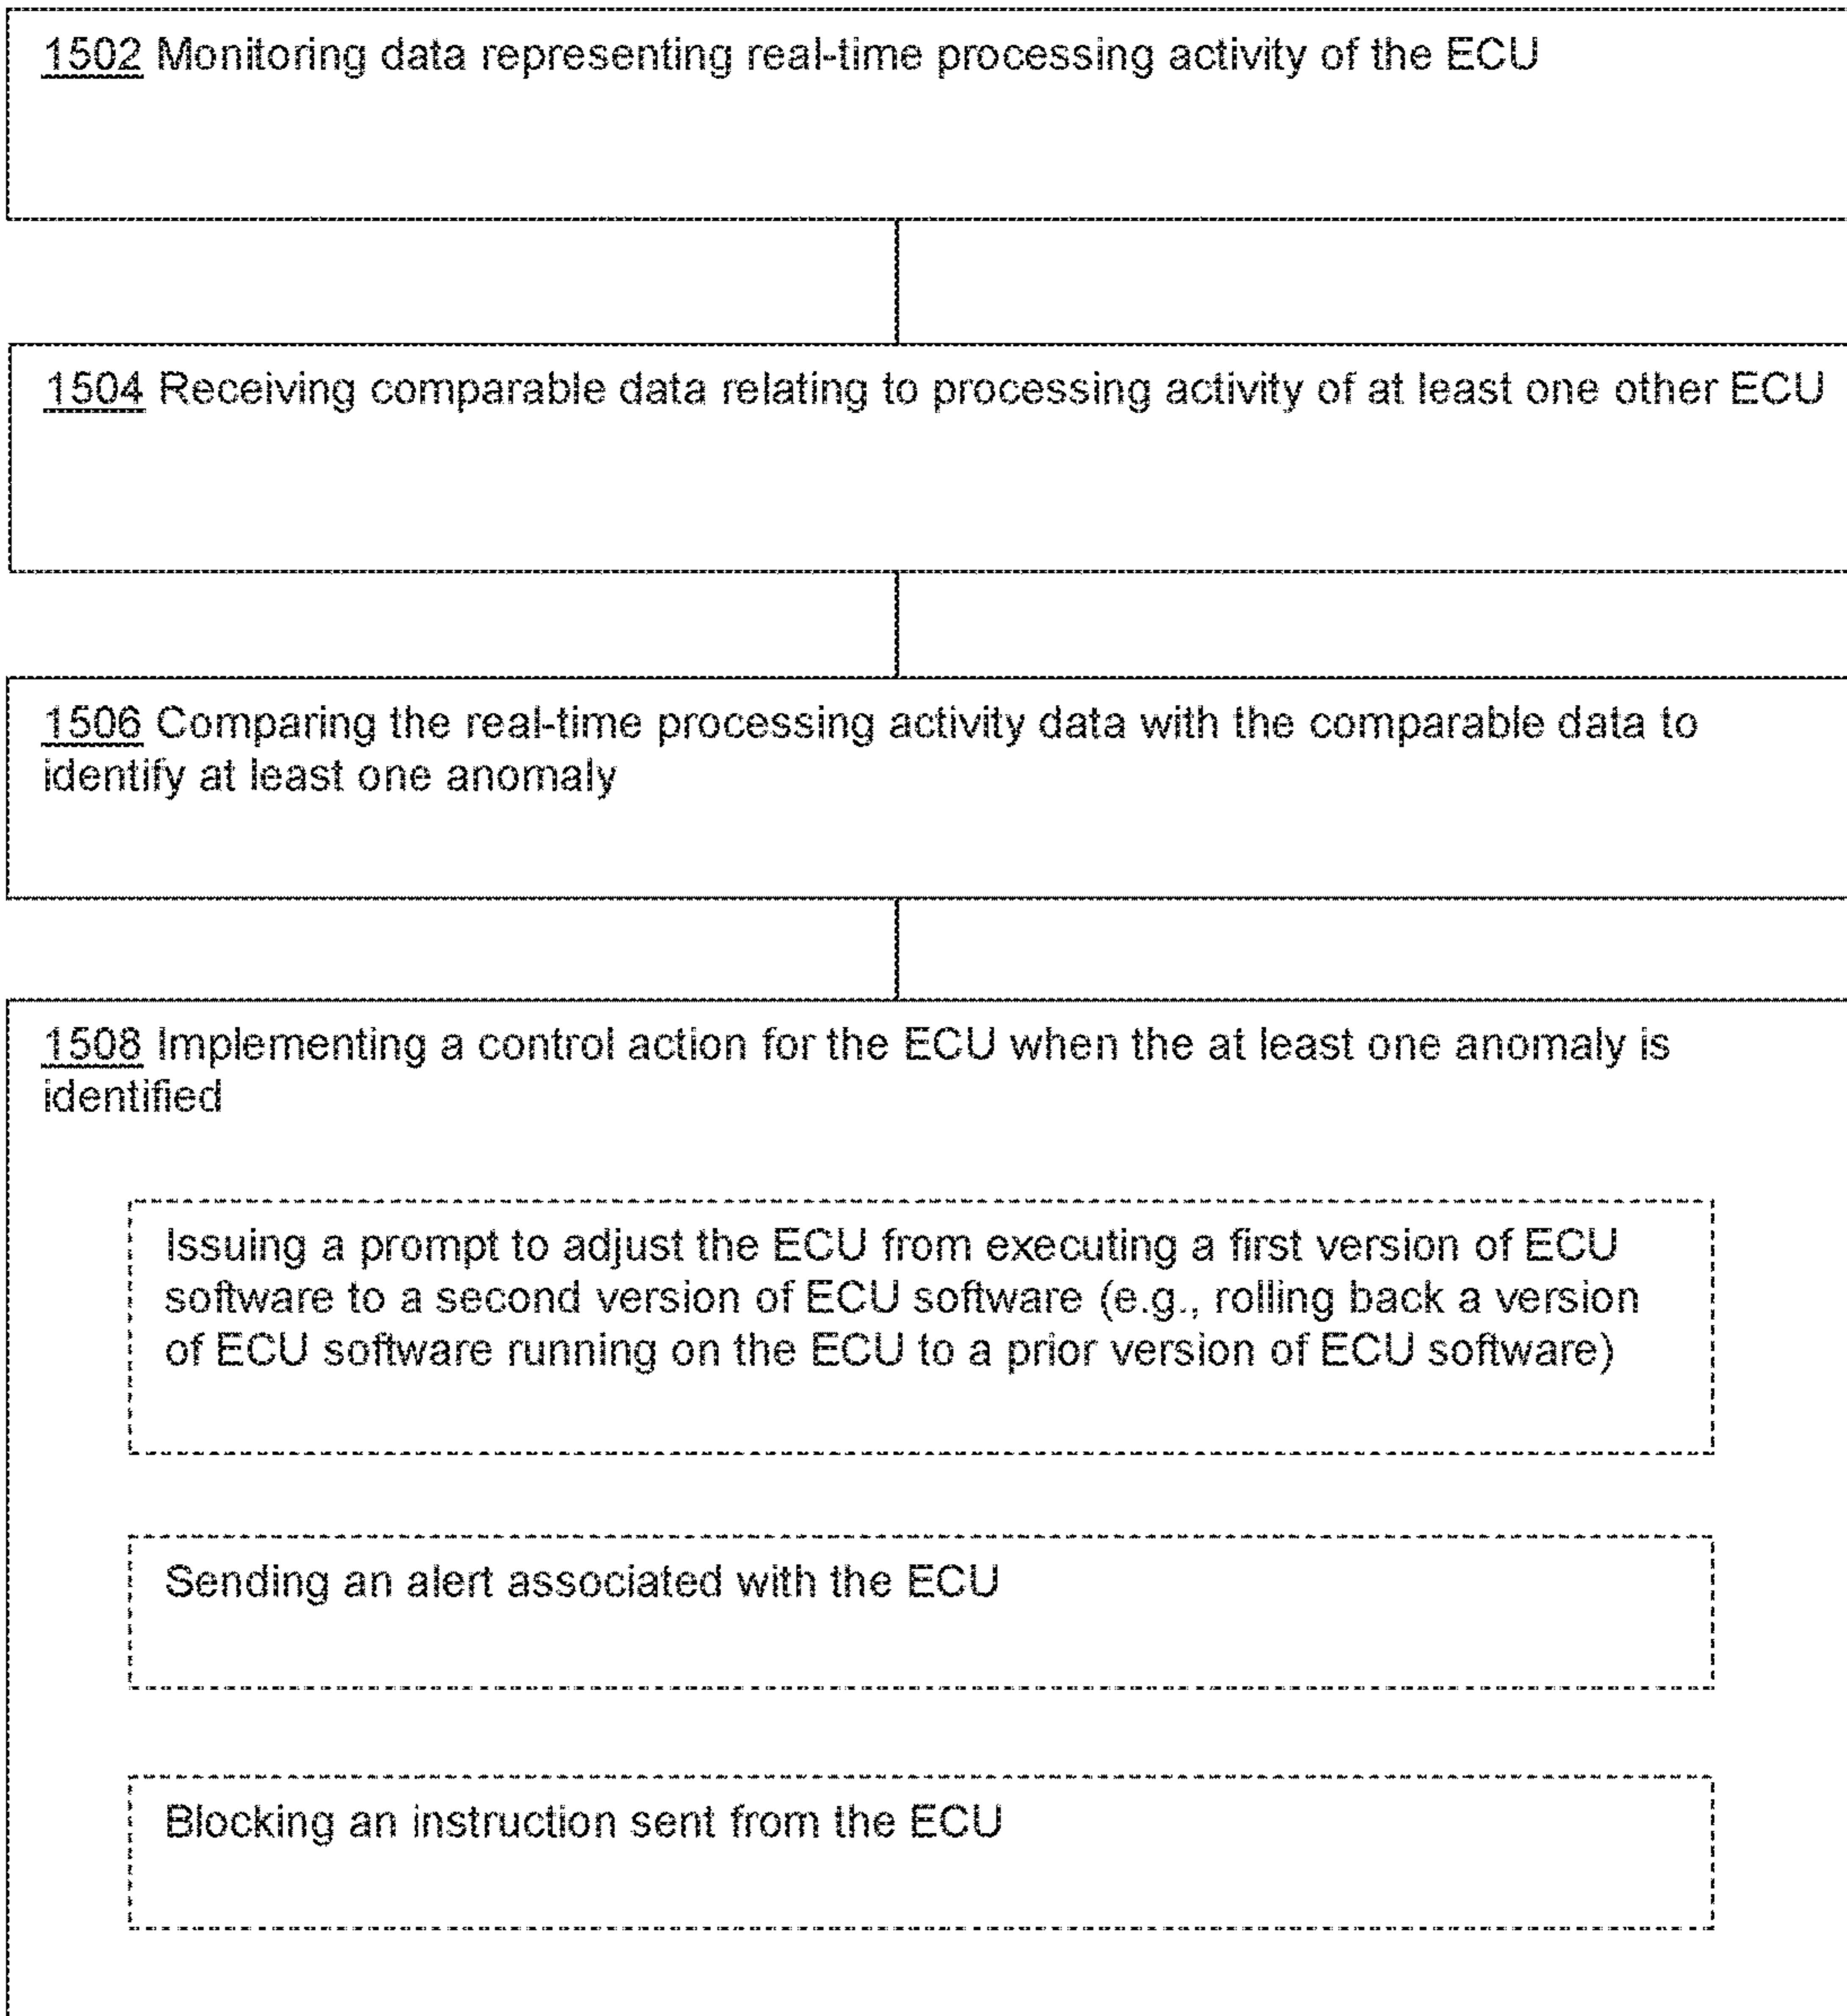 1502 Monitoring data representing real-time processing activity of the ECU
1504 Receiving comparable data relating to processing activity of at least one other ECU
1506 Comparing the real-time processing activity data with the comparable data to
identify at least one anomaly
1508 Implementing a control action for the ECU when the at least one anomaly is
identified
Issuing a prompt to adjust the ECU from executing a first version of ECU
software to a second version of ECU software (e.g., rolling back a version
of ECU software running on the ECU to a prior version of ECU software)
Sending an alert associated with the ECU
Blocking an instruction sent from the ECU